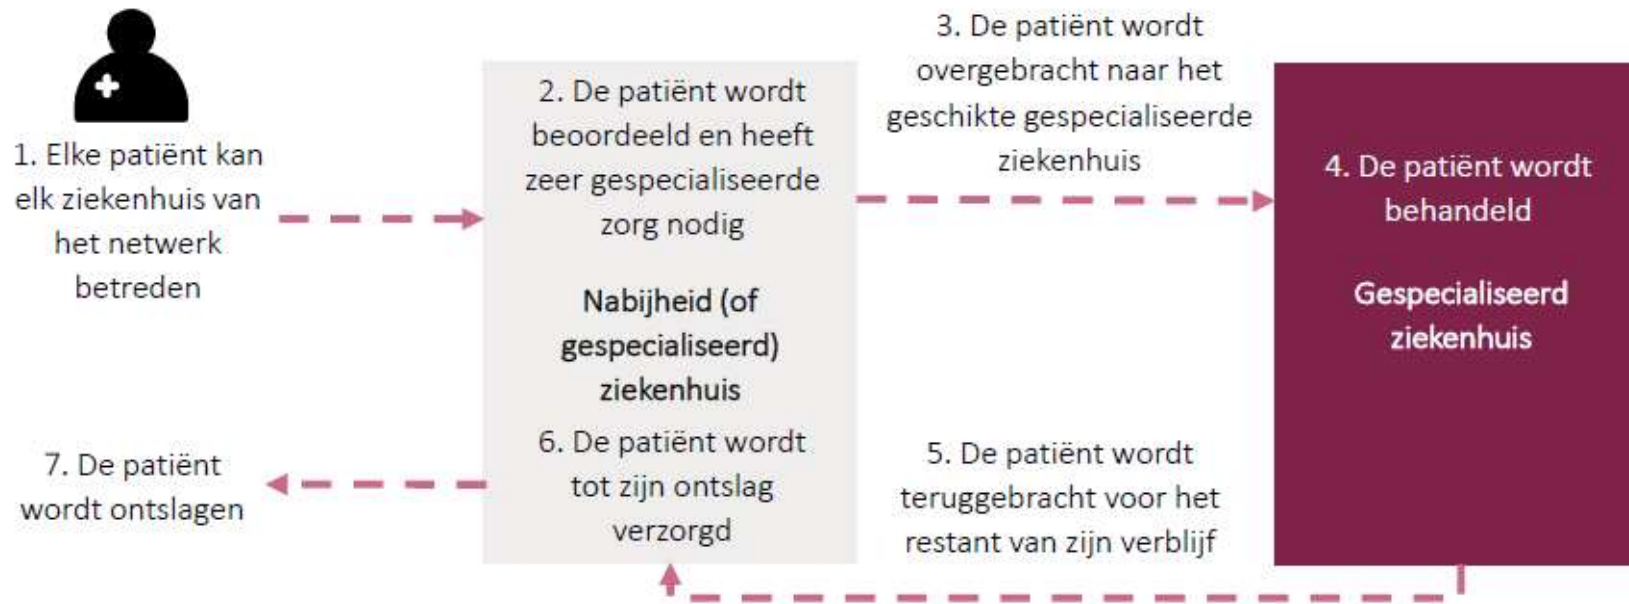 1. Elke patiënt kan
elk ziekenhuis van
het netwerk
betreden
2. De patiënt wordt
beoordeeld en heeft
zeer gespecialiseerde
zorg nodig
Nabijheid (of
gespecialiseerd)
ziekenhuis
3. De patiënt wordt
overgebracht naar het
geschikte gespecialiseerde
ziekenhuis
4. De patiënt wordt
behandeld
Gespecialiseerd
ziekenhuis
5. De patiënt wordt
teruggebracht voor het
restant van zijn verblijf
6. De patiënt wordt
tot zijn ontslag
verzorgd
7. De patiënt
wordt ontslagen